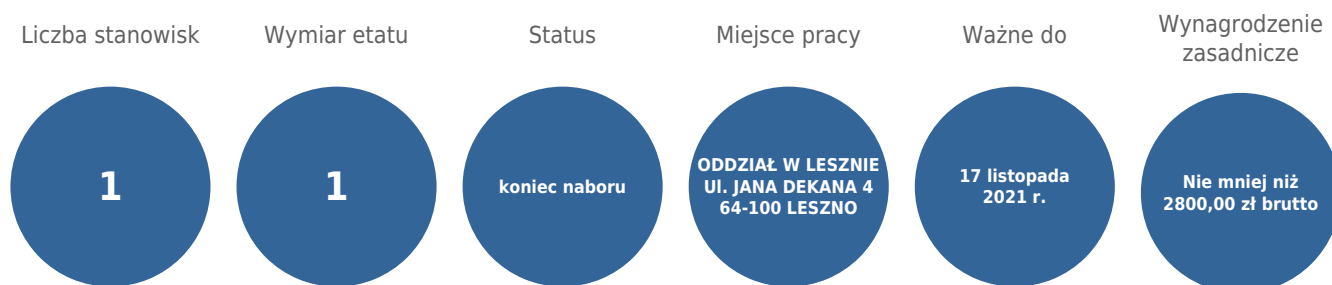 Liczba stanowisk
1
Wymiar etatu
1
Status
koniec naboru
Miejsce pracy
ODDZIAŁ W LESZNIE
Ul. JANA DEKANA 4
64-100 LESZNO
Ważne do
17 listopada
2021 r.
Wynagrodzenie
zasadnicze
Nie mniej niż
2800,00 zł brutto